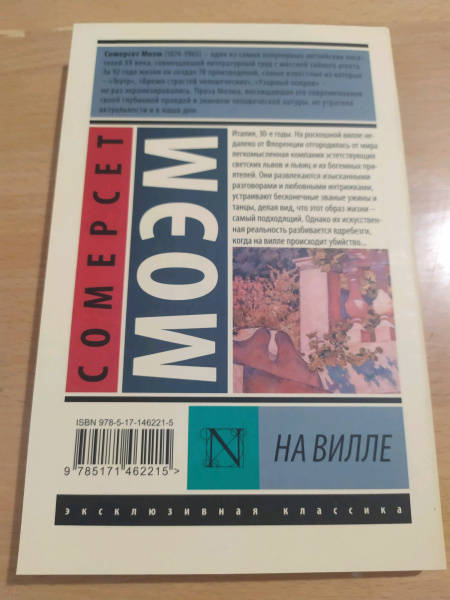 Сомерсет Моэм (1874-1965) – один из самых популярных английских писа-
телей XX века, совмещавший литературный труд с миссией тайного агента.
За 92 года жизни он создал 78 произведений, самые известные из которых
– «Театр», «Бремя страстей человеческих», «Узорный покров» –
не раз экранизировались. Проза Моэма, восхищавшая его современников
своей глубинной правдой и знанием человеческой натуры, не утратила
актуальности и в наши дни.
СОМЕРСЕТ
МОЭМ
Италия, 30-е годы. На роскошной вилле не-
далеко от Флоренции отгородилась от мира
легкомысленная компания эстетствующих
светских львов и львиц и их богемных при-
ятелей. Они развлекаются изысканными
разговорами и любовными интрижками,
устраивают бесконечные званые ужины и
танцы, делая вид, что этот образ жизни –
самый подходящий. Однако их искусствен-
ная реальность разбивается вдребезги,
когда на вилле происходит убийство...
ISBN 978-5-17-146221-5
9 785171 462215 >
N
НА ВИЛЛЕ
эксклюзивная классика